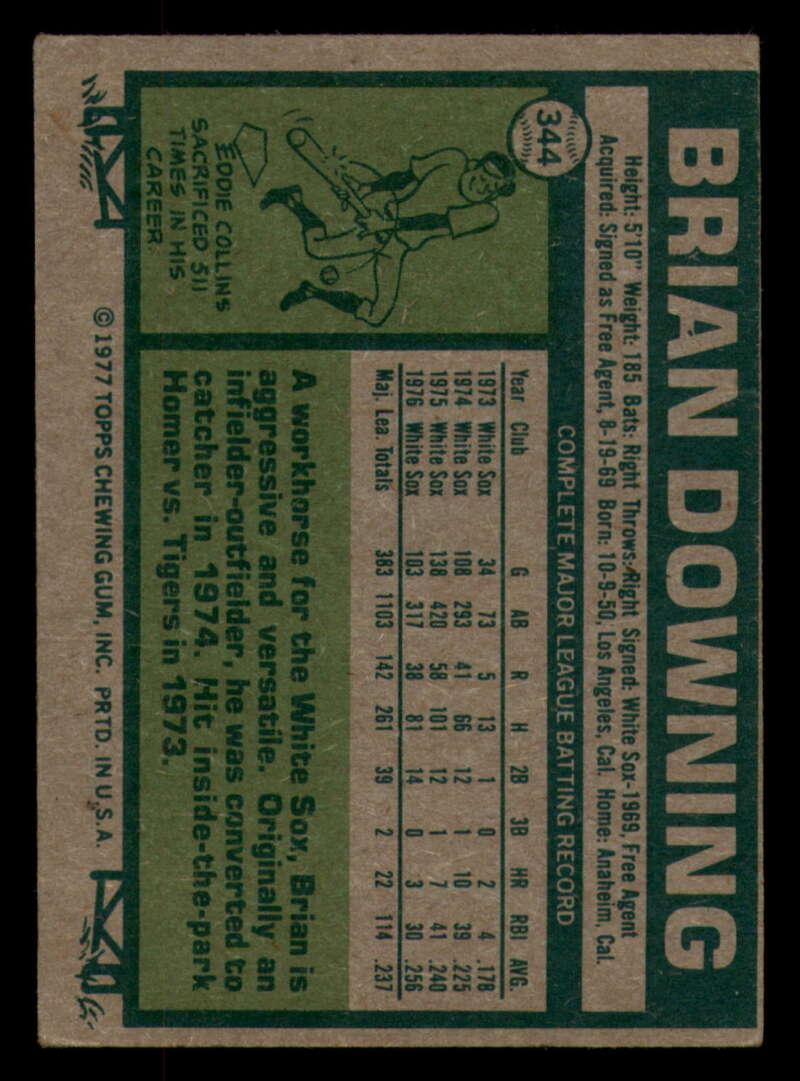 344
BRIAN DOWNING
Height: 5'10" Weight: 185 Bats: Right Throws: Right Signed: White Sox-1969, Free Agent
Acquired: Signed as Free Agent, 8-19-69 Born: 10-9-50, Los Angeles, Cal. Home: Anaheim, Cal.
COMPLETE MAJOR LEAGUE BATTING RECORD
Year Club G AB R H 2B 3B HR RBI AVG.
1973 White Sox 34 73 5 13 1 0 2 4 .178
1974 White Sox 108 293 41 66 12 1 10 39 .225
1975 White Sox 138 420 58 101 12 1 7 41 .240
1976 White Sox 103 317 38 81 14 0 3 30 .256
Maj. Lea. Totals 383 1103 142 261 39 2 22 114 .237
EDDIE COLLINS
SACRIFICED 511
TIMES IN HIS
CAREER.
A workhorse for the White Sox, Brian is
aggressive and versatile. Originally an
infielder-outfielder, he was converted to
catcher in 1974. Hit inside-the-park
Homer vs. Tigers in 1973.
© 1977 TOPPS CHEWING GUM, INC. PRTD. IN U.S.A.